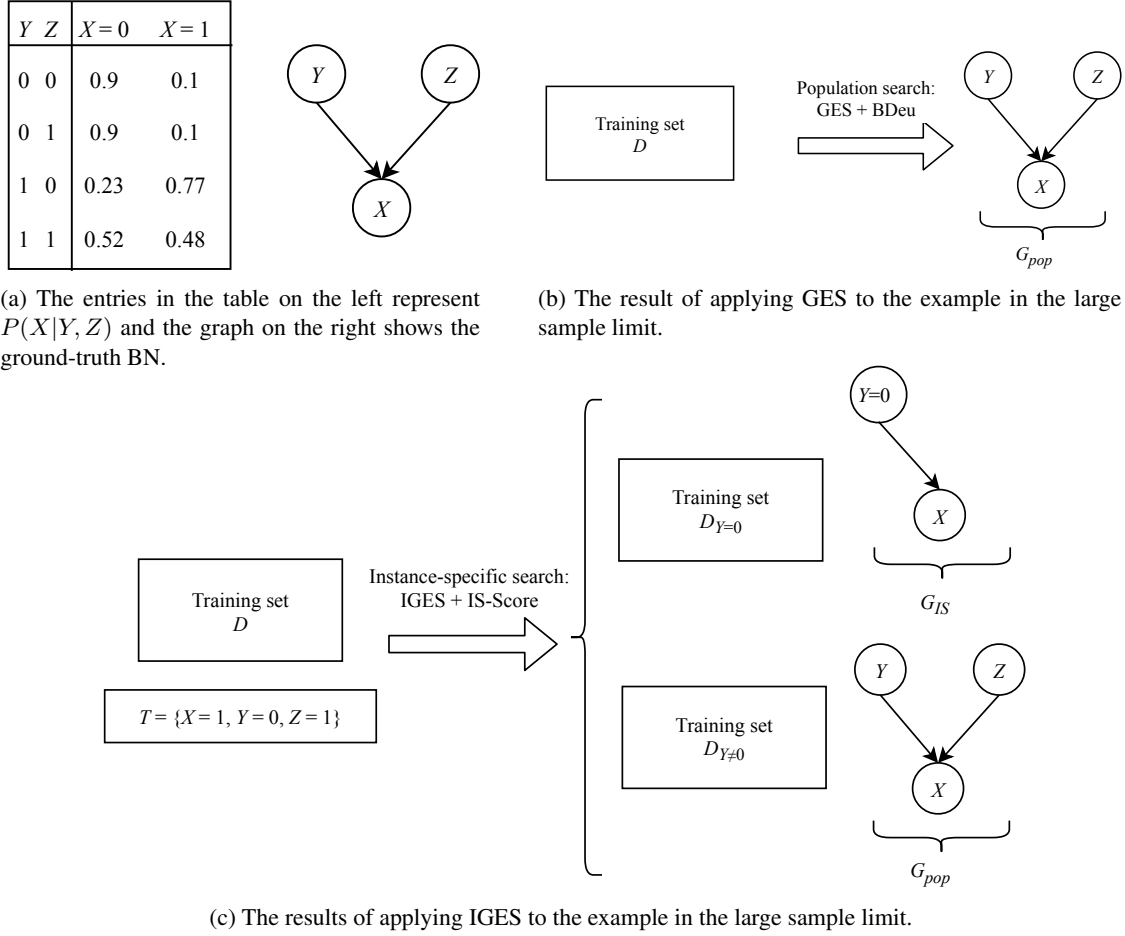 Y Z X = 0 X = 1
0 0 0.9 0.1
0 1 0.9 0.1
1 0 0.23 0.77
1 1 0.52 0.48
Y Z
X
(a) The entries in the table on the left represent
P(X|Y, Z) and the graph on the right shows the
ground-truth BN.
Training set
D
Population search:
GES + BDeu
Y Z
X
G_pop
(b) The result of applying GES to the example in the large
sample limit.
Training set
D
T = {X = 1, Y = 0, Z = 1}
Instance-specific search:
IGES + IS-Score
Training set
D_{Y=0}
Y=0
X
G_{IS}
Training set
D_{Y≠0}
Y Z
X
G_pop
(c) The results of applying IGES to the example in the large sample limit.